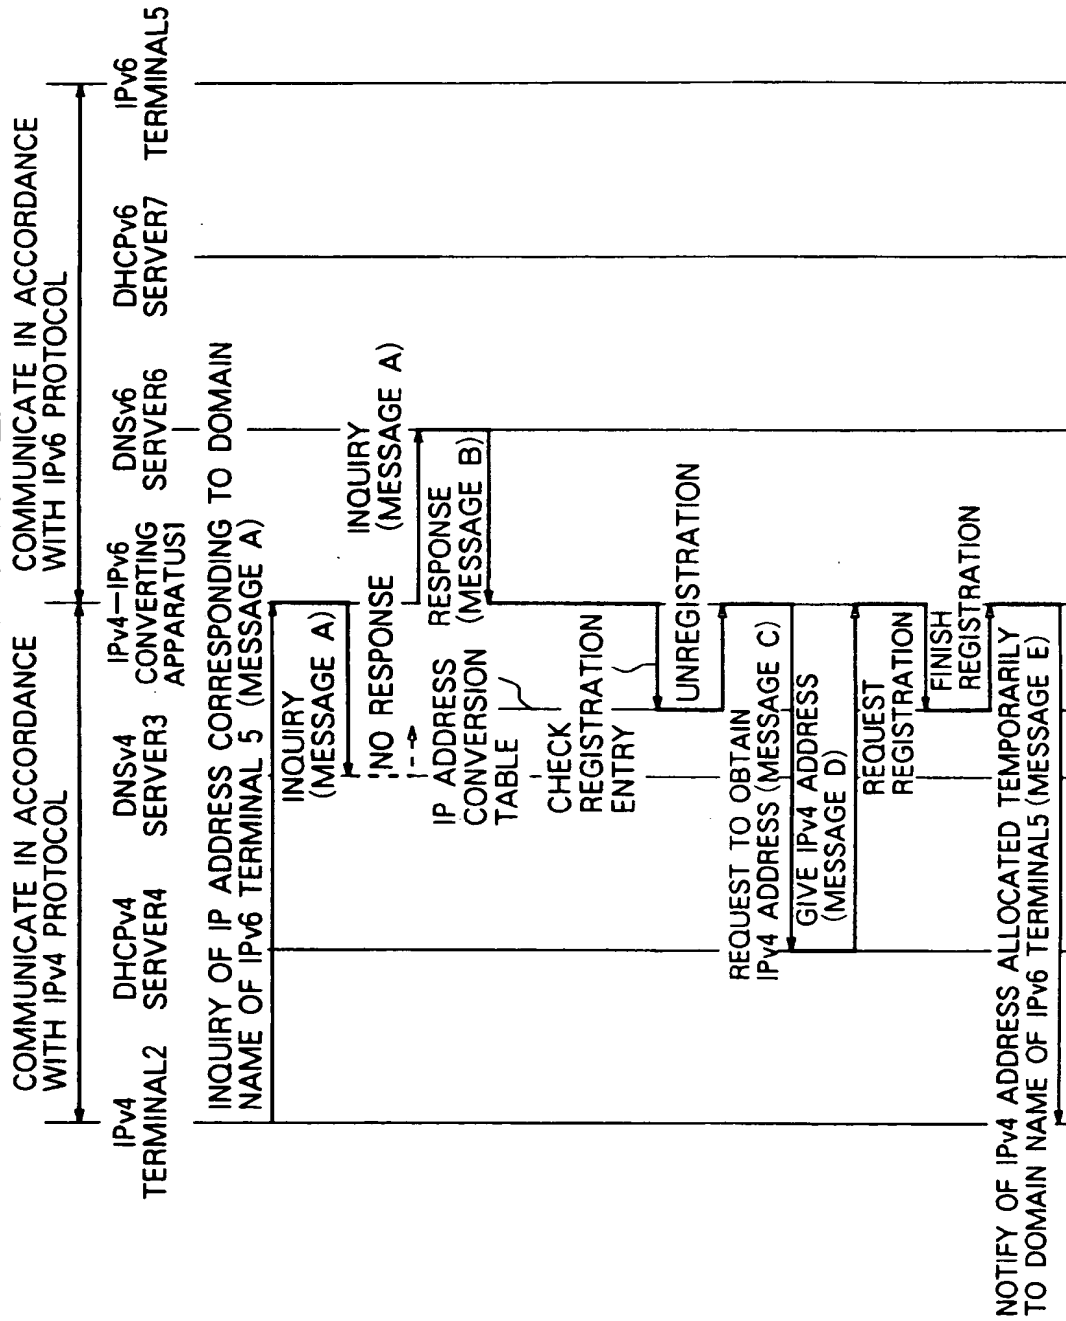 COMMUNICATE IN ACCORDANCE
WITH IPv4 PROTOCOL
COMMUNICATE IN ACCORDANCE
WITH IPv6 PROTOCOL
IPv4
TERMINAL2
DHCPv4
SERVER4
DNSv4
SERVER3
IPv4-IPv6
CONVERTING
APPARATUS1
DNSv6
SERVER6
DHCPv6
SERVER7
IPv6
TERMINAL5
INQUIRY OF IP ADDRESS CORRESPONDING TO DOMAIN
NAME OF IPv6 TERMINAL 5 (MESSAGE A)
INQUIRY
(MESSAGE A)
NO RESPONSE
INQUIRY
(MESSAGE A)
RESPONSE
(MESSAGE B)
IP ADDRESS
CONVERSION
TABLE
CHECK
REGISTRATION
ENTRY
UNREGISTRATION
REQUEST TO OBTAIN
IPv4 ADDRESS (MESSAGE C)
GIVE IPv4 ADDRESS
(MESSAGE D)
REQUEST
REGISTRATION
FINISH
REGISTRATION
NOTIFY OF IPv4 ADDRESS ALLOCATED TEMPORARILY
TO DOMAIN NAME OF IPv6 TERMINAL5 (MESSAGE E)